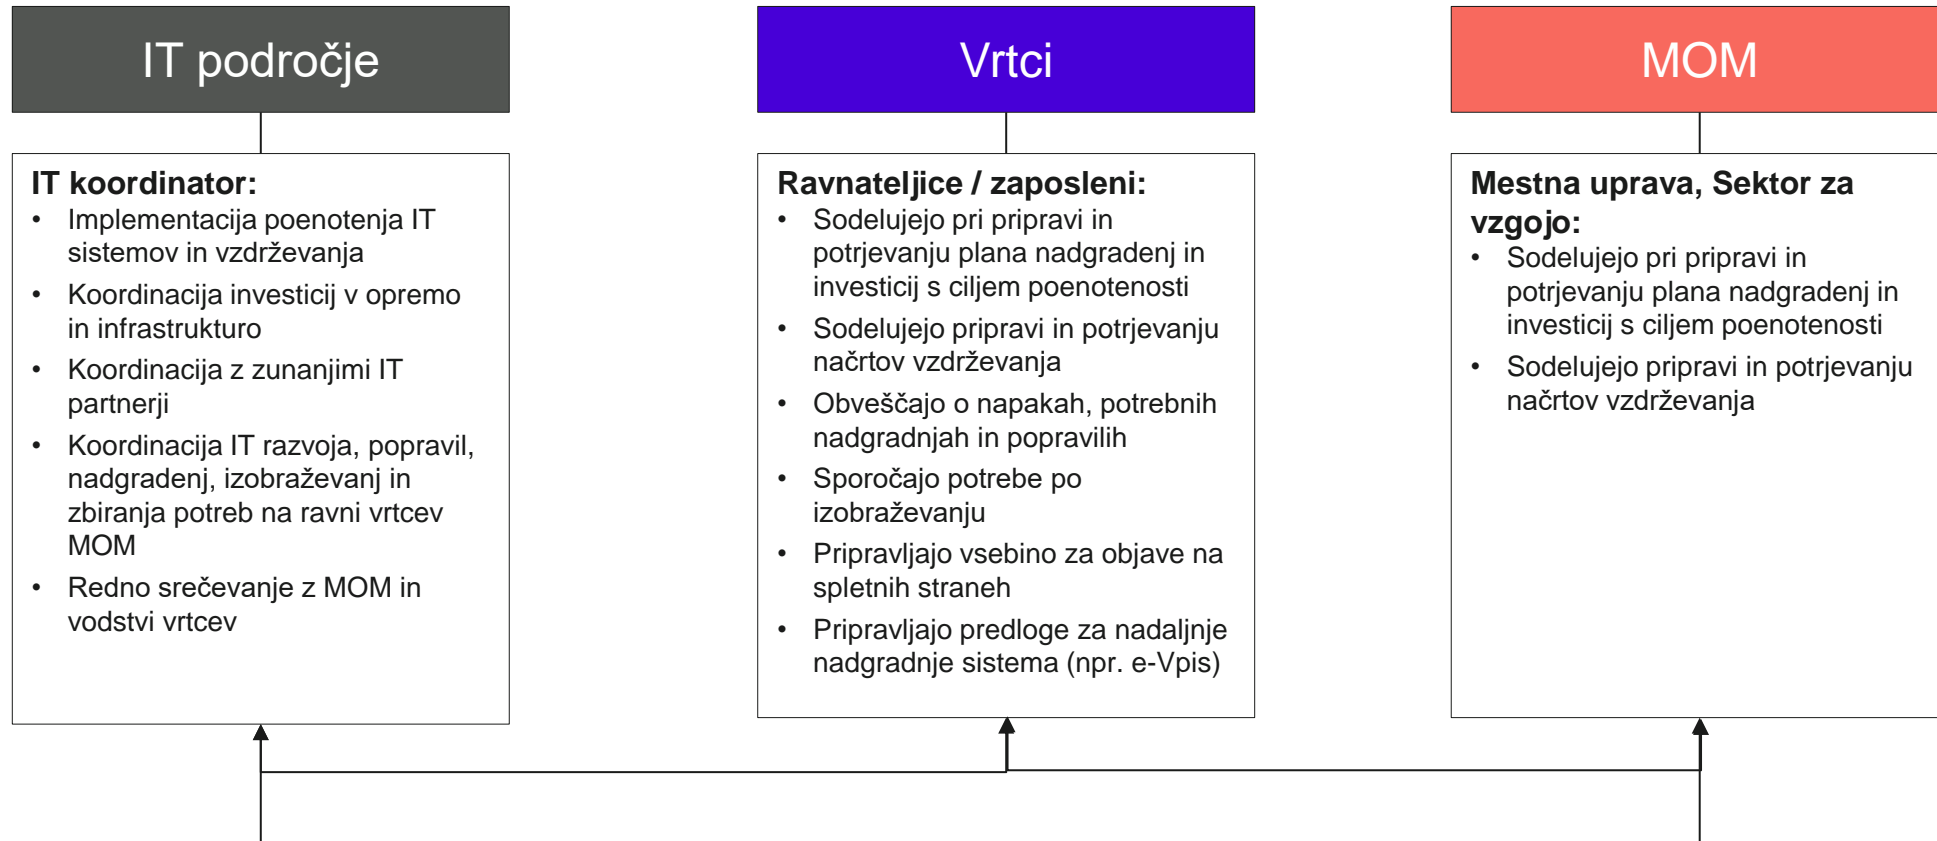 IT področje
IT koordinator:
• Implementacija poenotenja IT
sistemov in vzdrževanja
• Koordinacija investicij v opremo
in infrastrukturo
• Koordinacija z zunanjimi IT
partnerji
• Koordinacija IT razvoja, popravil,
nadgradenj, izobraževanj in
zbiranja potreb na ravni vrtcev
MOM
• Redno srečevanje z MOM in
vodstvi vrtcev
Vrtci
Ravnateljice / zaposleni:
• Sodelujejo pri pripravi in
potrjevanju plana nadgradenj in
investicij s ciljem poenotenosti
• Sodelujejo pripravi in potrjevanju
načrtov vzdrževanja
• Obveščajo o napakah, potrebnih
nadgradnjah in popravilih
• Sporočajo potrebe po
izobraževanju
• Pripravljajo vsebino za objave na
spletnih straneh
• Pripravljajo predloge za nadaljnje
nadgradnje sistema (npr. e-Vpis)
MOM
Mestna uprava, Sektor za
vzgojo:
• Sodelujejo pri pripravi in
potrjevanju plana nadgradenj in
investicij s ciljem poenotenosti
• Sodelujejo pripravi in potrjevanju
načrtov vzdrževanja